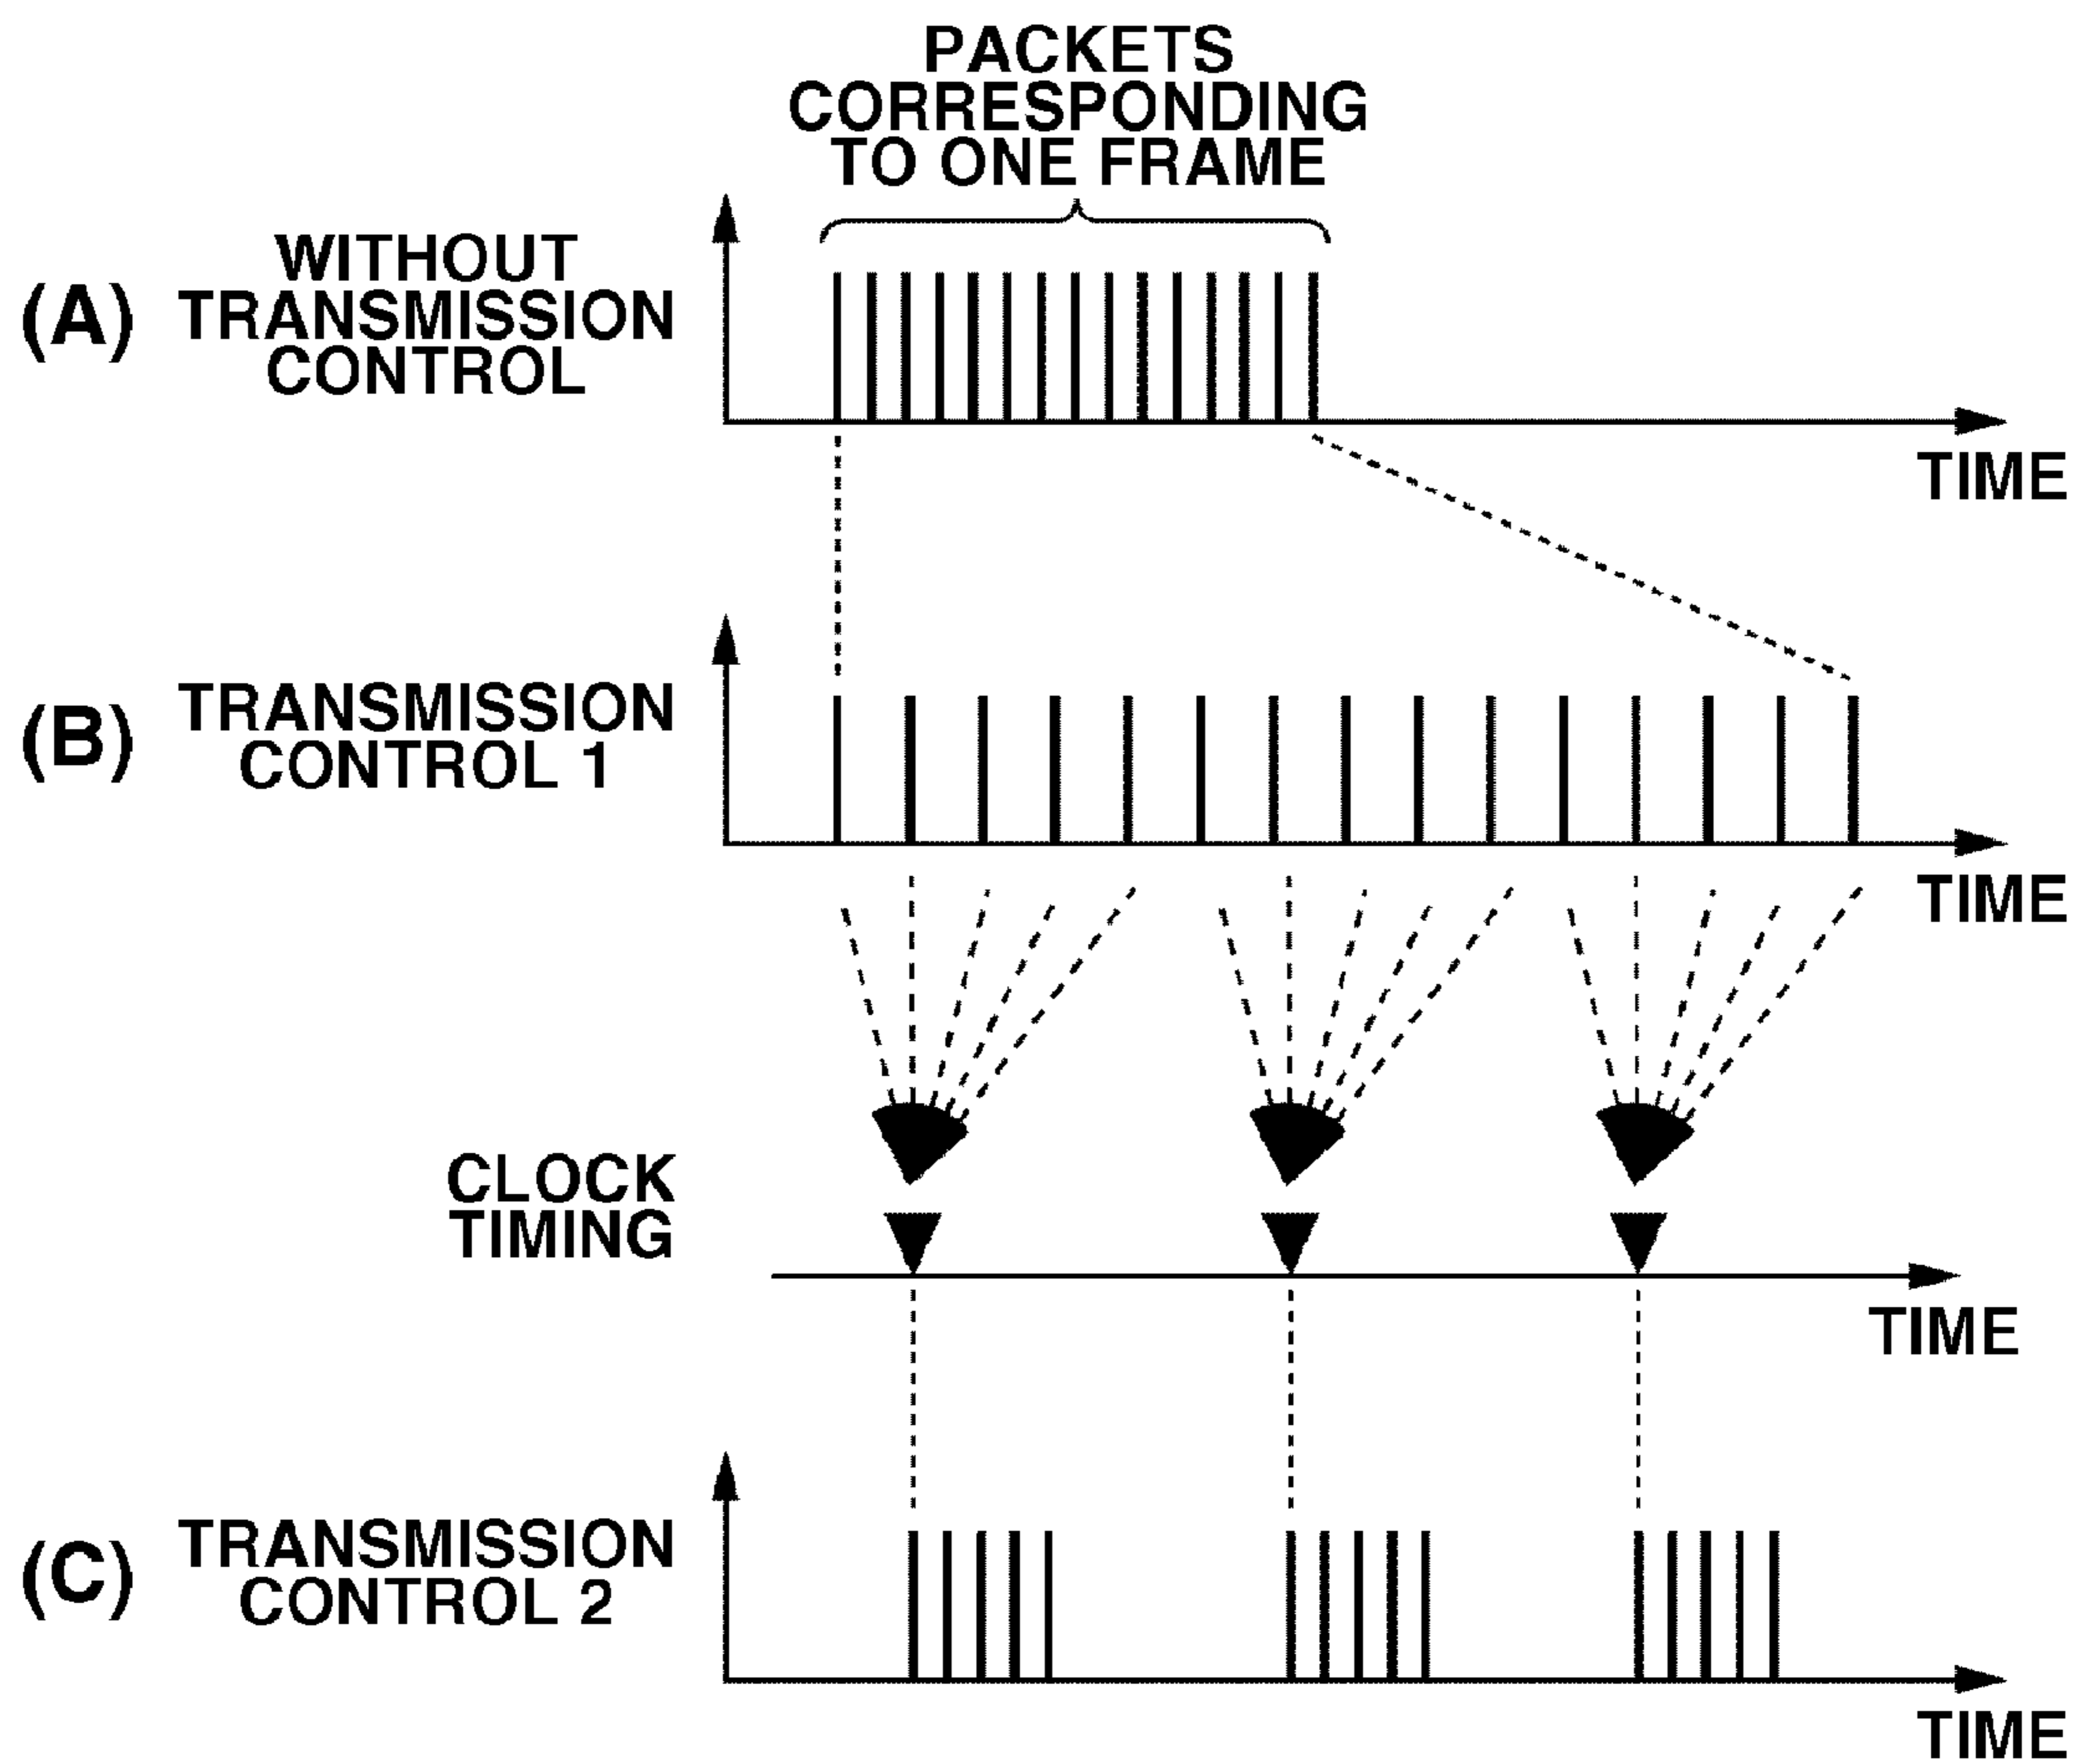 PACKETS
CORRESPONDING
TO ONE FRAME
(A)
WITHOUT
TRANSMISSION
CONTROL
TIME
(B)
TRANSMISSION
CONTROL 1
TIME
CLOCK
TIMING
TIME
(C)
TRANSMISSION
CONTROL 2
TIME